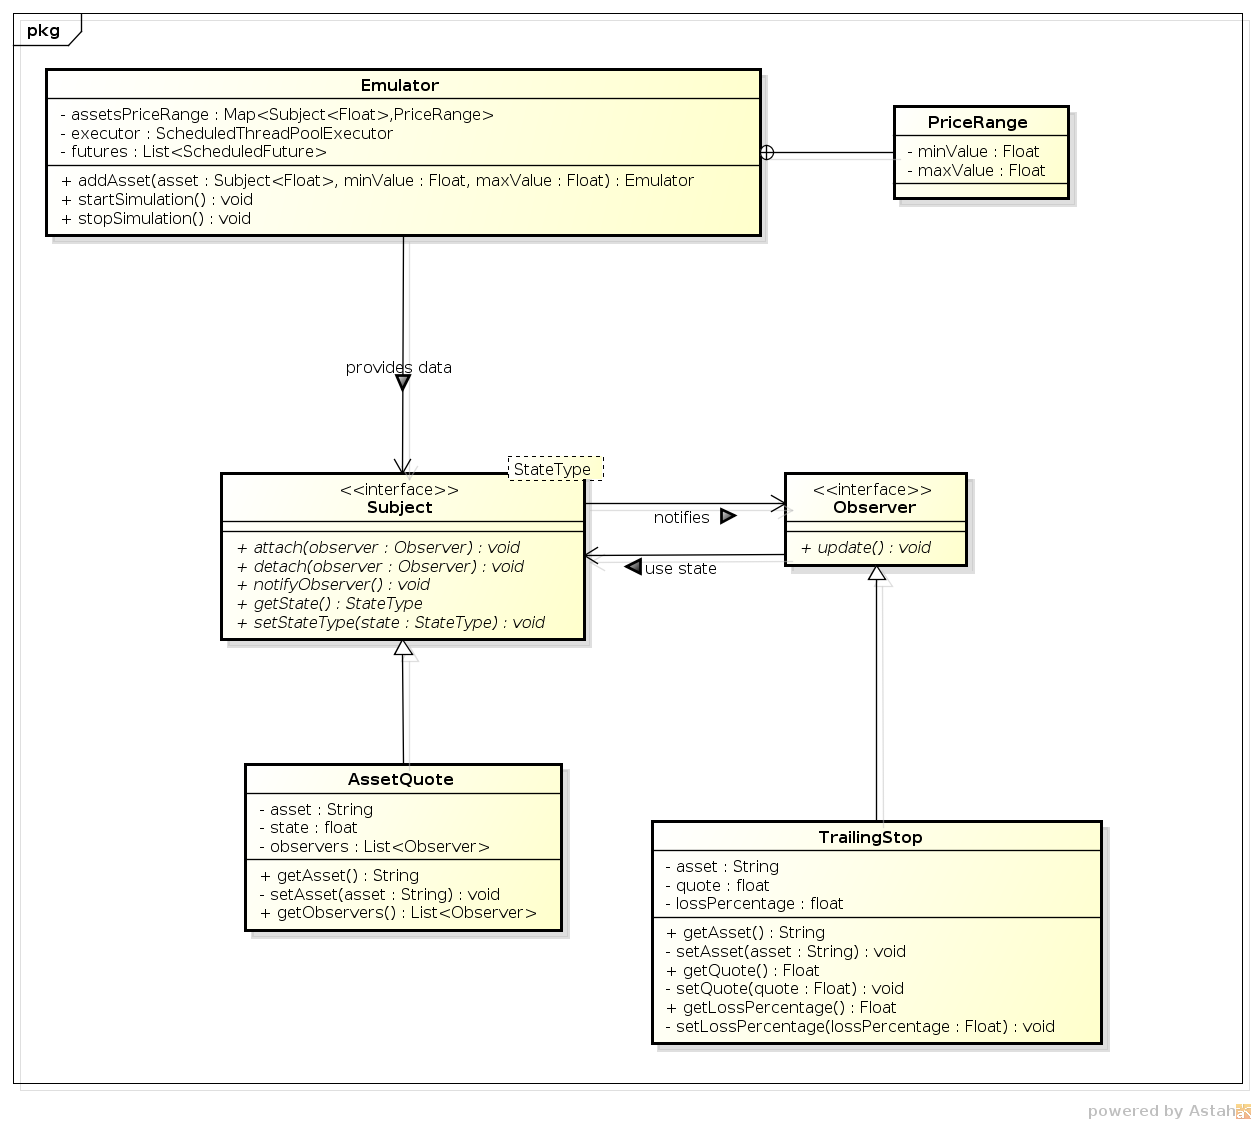 pkg
Emulator
- assetsPriceRange : Map<Subject<Float>,PriceRange>
- executor : ScheduledThreadPoolExecutor
- futures : List<ScheduledFuture>
+ addAsset(asset : Subject<Float>, minValue : Float, maxValue : Float) : Emulator
+ startSimulation() : void
+ stopSimulation() : void
PriceRange
- minValue : Float
- maxValue : Float
provides data
StateType
<<interface>>
Subject
+ attach(observer : Observer) : void
+ detach(observer : Observer) : void
+ notifyObserver() : void
+ getState() : StateType
+ setStateType(state : StateType) : void
notifies
use state
<<interface>>
Observer
+ update() : void
AssetQuote
- asset : String
- state : float
- observers : List<Observer>
+ getAsset() : String
- setAsset(asset : String) : void
+ getObservers() : List<Observer>
TrailingStop
- asset : String
- quote : float
- lossPercentage : float
+ getAsset() : String
- setAsset(asset : String) : void
+ getQuote() : Float
- setQuote(quote : Float) : void
+ getLossPercentage() : Float
- setLossPercentage(lossPercentage : Float) : void
powered by Astah